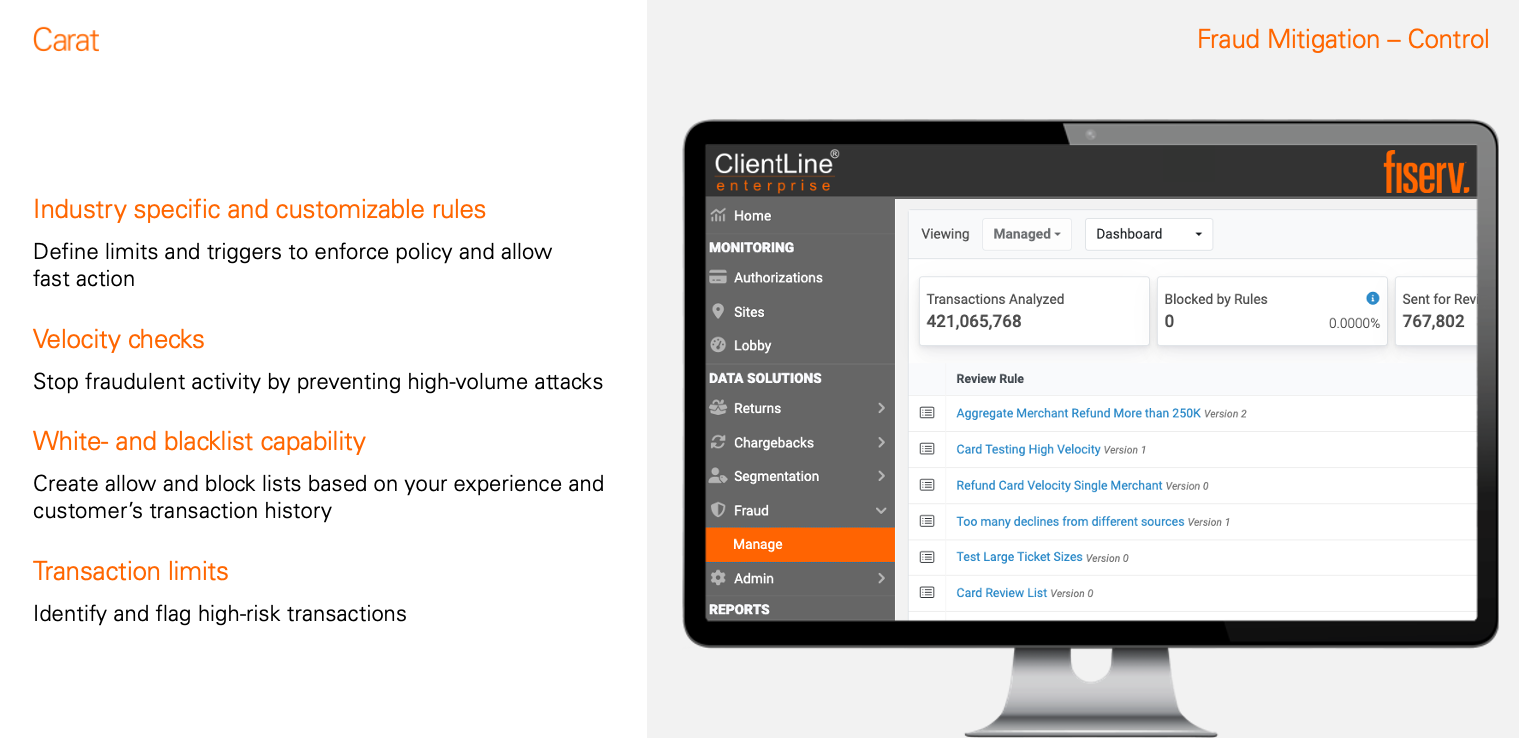 Carat
Fraud Mitigation – Control
Industry specific and customizable rules
Define limits and triggers to enforce policy and allow
fast action
Velocity checks
Stop fraudulent activity by preventing high-volume attacks
White- and blacklist capability
Create allow and block lists based on your experience and
customer’s transaction history
Transaction limits
Identify and flag high-risk transactions
ClientLine®
enterprise
fiserv.
Home
MONITORING
Authorizations
Sites
Lobby
DATA SOLUTIONS
Returns
Chargebacks
Segmentation
Fraud
Manage
Admin
REPORTS
Viewing Managed Dashboard
Transactions Analyzed
421,065,768
Blocked by Rules
0 0.0000%
Sent for Rev
767,802
Review Rule
Aggregate Merchant Refund More than 250K Version 2
Card Testing High Velocity Version 1
Refund Card Velocity Single Merchant Version 0
Too many declines from different sources Version 1
Test Large Ticket Sizes Version 0
Card Review List Version 0